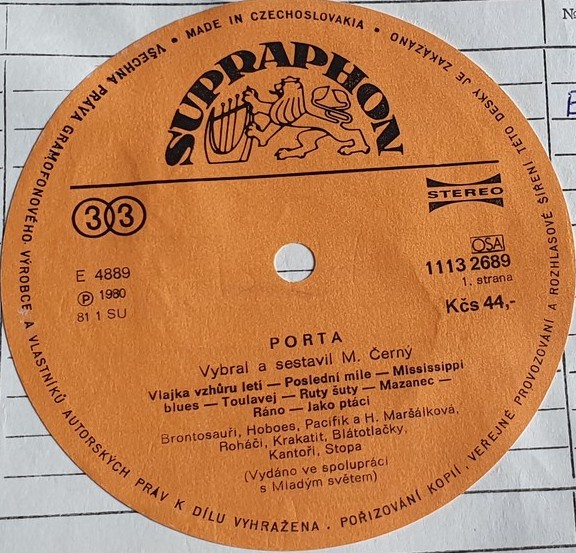 VŠECHNA PRÁVA GRAMOFONOVÉHO VÝROBCE A VLASTNÍKŮ AUTORSKÝCH PRÁV K DÍLU VYHRAŽENA . POŘIZOVÁNÍ KOPIÍ, VEŘEJNÉ PROVOZOVÁNÍ A ROZHLASOVÉ ŠÍŘENÍ TÉTO DESKY JE ZAKÁZÁNO • MADE IN CZECHOSLOVAKIA •
SUPRAPHON
33
STEREO
E 4889
Ⓟ 1980
81 1 SU
OSA
1113 2689
1. strana
Kčs 44,-
PORTA
Vybral a sestavil M. Černý
Vlajka vzhůru letí — Poslední míle — Mississippi
blues — Toulavej — Ruty šuty — Mazanec —
Ráno — Jako ptáci
Brontosauři, Hoboes, Pacifik a H. Maršálková,
Roháči, Krakatit, Blátotlačky,
Kantoři, Stopa
(Vydáno ve spolupráci
s Mladým světem)